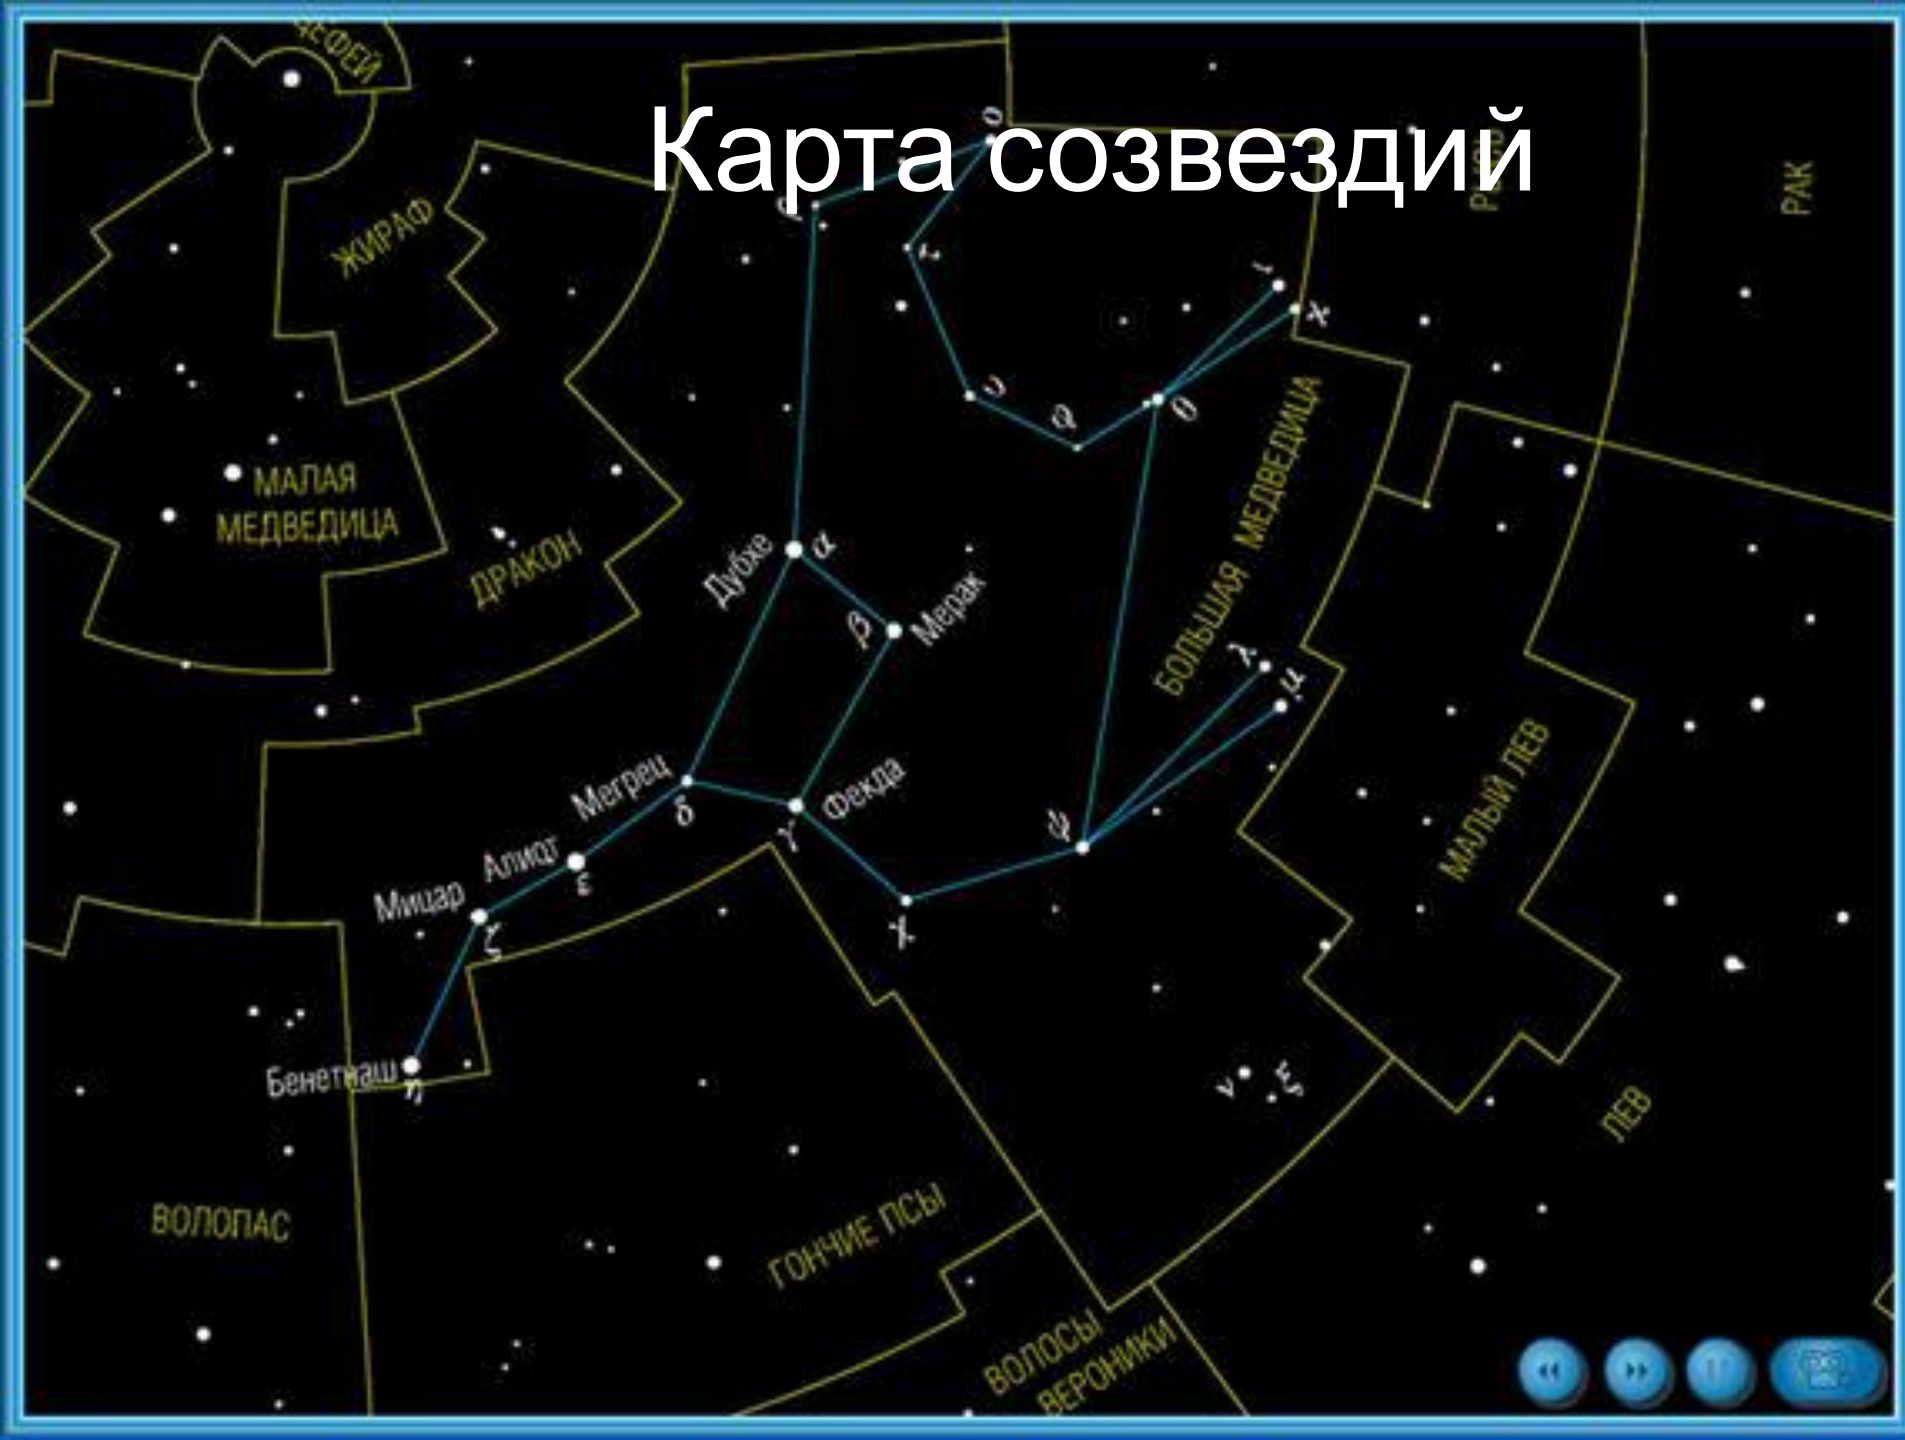 ЦЕФЕЙ
Карта созвездий
ο
ρ
РЫСЬ
РАК
ЖИРАФ
τ
ι
χ
υ
φ
θ
МАЛАЯ
МЕДВЕДИЦА
ДРАКОН
БОЛЬШАЯ МЕДВЕДИЦА
Дубхе
α
β
Мерак
λ
μ
Мегрец
δ
γ
Фекда
ψ
МАЛЫЙ ЛЕВ
Алиот
ε
Мицар
ζ
χ
Бенетнаш
η
ν
ξ
ЛЕВ
ВОЛОПАС
ГОНЧИЕ ПСЫ
ВОЛОСЫ
ВЕРОНИКИ